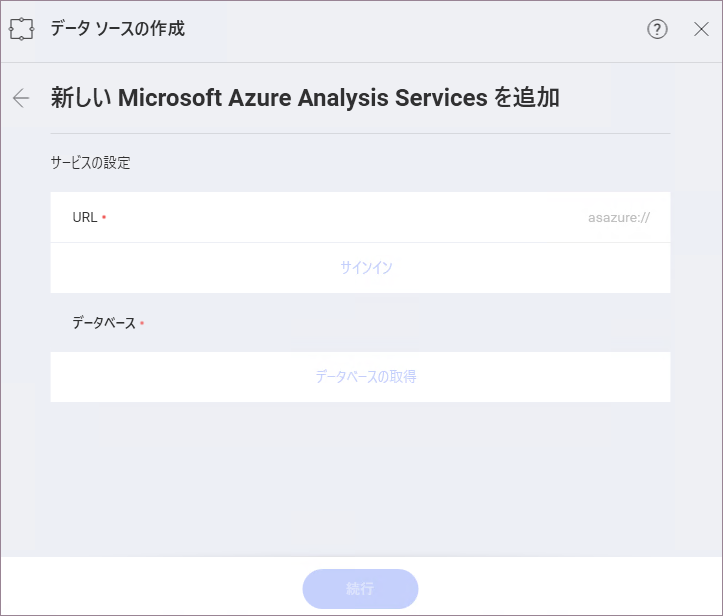 データ ソースの作成
新しい Microsoft Azure Analysis Services を追加
サービスの設定
URL • asazure://
サインイン
データベース •
データベースの取得
続行